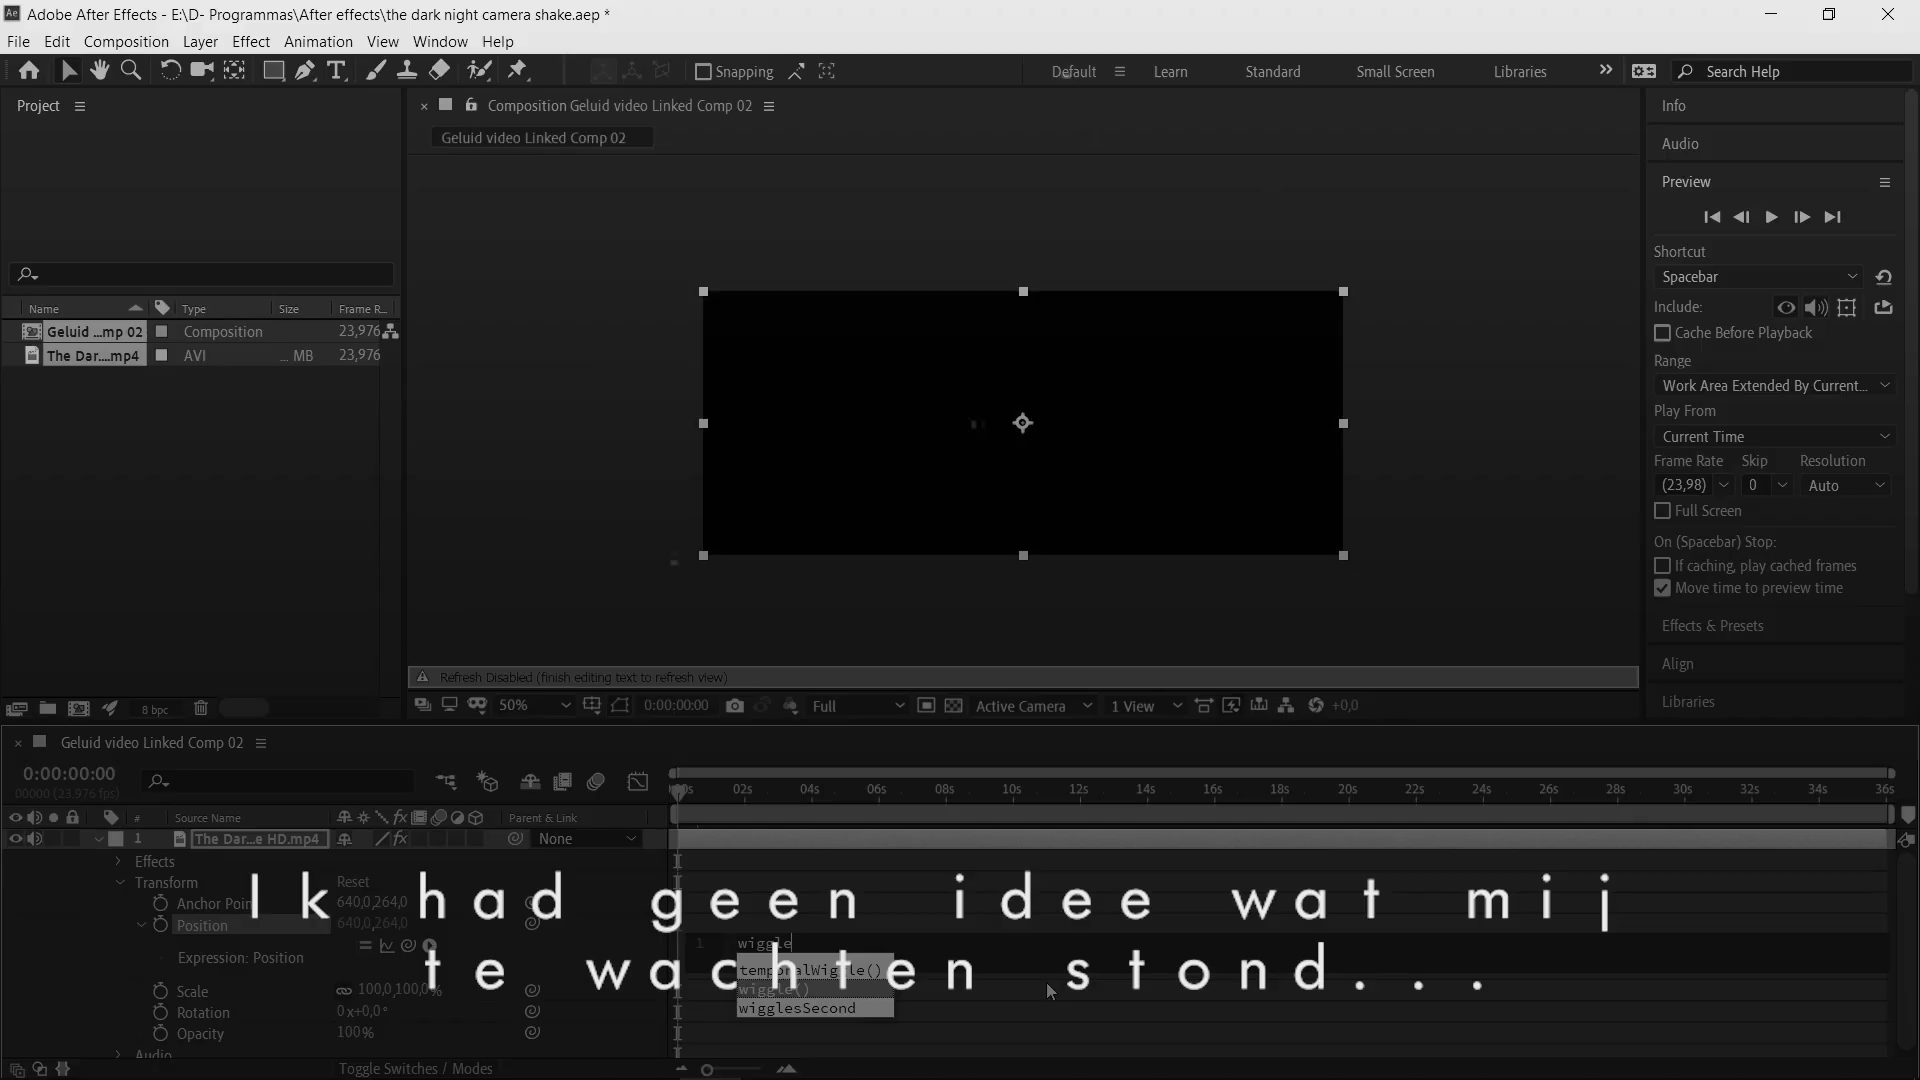 Adobe After Effects - E:\D- Programmas\After effects\the dark night camera shake.aep *
File Edit Composition Layer Effect Animation View Window Help
Snapping Default Learn Standard Small Screen Libraries Search Help
Project
Composition Geluid video Linked Comp 02
Geluid video Linked Comp 02
Info
Audio
Preview
Shortcut
Spacebar
Include:
Cache Before Playback
Range
Work Area Extended By Current...
Play From
Current Time
Frame Rate Skip Resolution
(23,98) 0 Auto
Full Screen
On (Spacebar) Stop:
If caching, play cached frames
Move time to preview time
Effects & Presets
Align
Libraries
Name Type Size Frame R...
Geluid ...mp 02 Composition 23,976
The Dar....mp4 AVI ... MB 23,976
Refresh Disabled (finish editing text to refresh view)
8 bpc
50% 0:00:00:00 Full Active Camera 1 View +0,0
Geluid video Linked Comp 02
0:00:00:00
00000 (23.976 fps)
02s 04s 06s 08s 10s 12s 14s 16s 18s 20s 22s 24s 26s 28s 30s 32s 34s 36s
# Source Name Parent & Link
1 The Dar...e HD.mp4 None
Effects
Transform Reset
Anchor Poin 640,0,264,0
Position 640,0,264,0
Expression: Position
Scale 100,0,100,0%
Rotation 0x+0,0°
Opacity 100%
Audio
1 wiggle
temporalWiggle()
wiggle()
wigglesSecond
Toggle Switches / Modes
Ik had geen idee wat mij
te wachten stond...